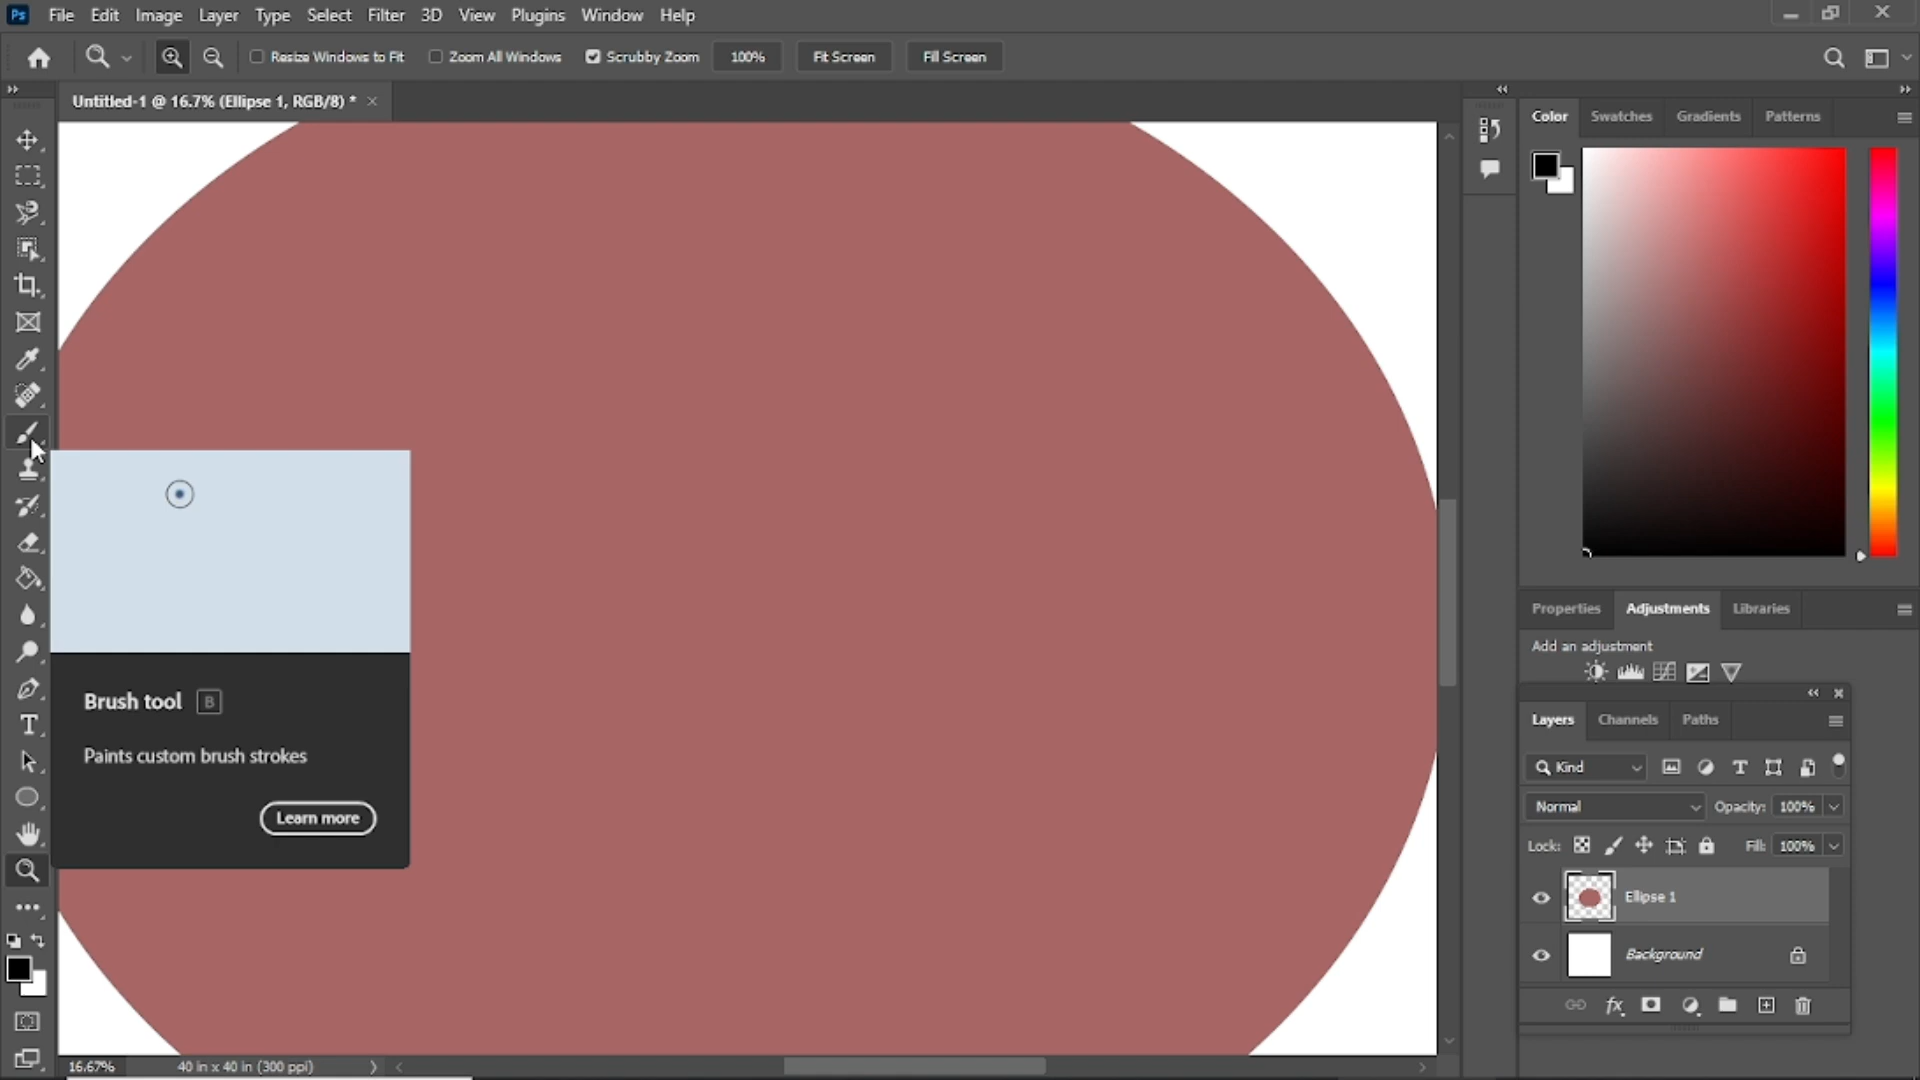 Ps File Edit Image Layer Type Select Filter 3D View Plugins Window Help
Resize Windows to Fit Zoom All Windows Scrubby Zoom 100% Fit Screen Fill Screen
Untitled-1 @ 16.7% (Ellipse 1, RGB/8) *
Color Swatches Gradients Patterns
Brush tool B
Paints custom brush strokes
Learn more
Properties Adjustments Libraries
Add an adjustment
Layers Channels Paths
Kind
Normal Opacity: 100%
Lock: Fill: 100%
Ellipse 1
Background
fx
16.67% 40 in x 40 in (300 ppi)